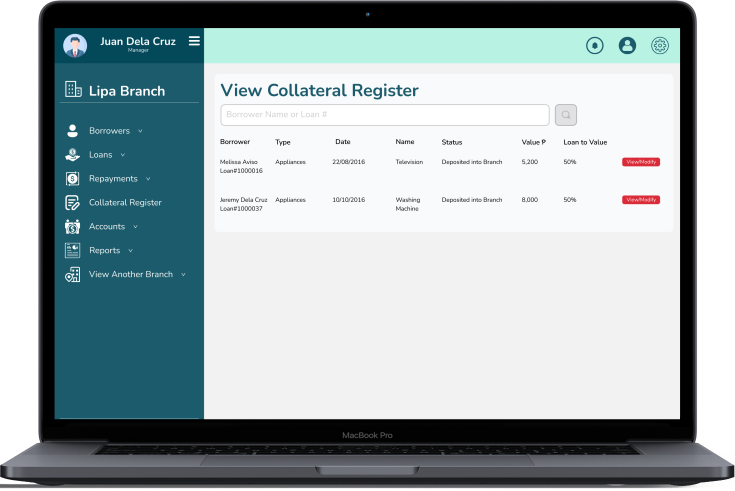 Juan Dela Cruz
Manager
Lipa Branch
Borrowers
Loans
Repayments
Collateral Register
Accounts
Reports
View Another Branch
View Collateral Register
Borrower Name or Loan #
Borrower Type Date Name Status Value ₱ Loan to Value
Melissa Aviso Appliances 22/08/2016 Television Deposited into Branch 5,200 50% View/Modify
Loan#1000016
Jeremy Dela Cruz Appliances 10/10/2016 Washing Deposited into Branch 8,000 50% View/Modify
Loan#1000037 Machine
MacBook Pro